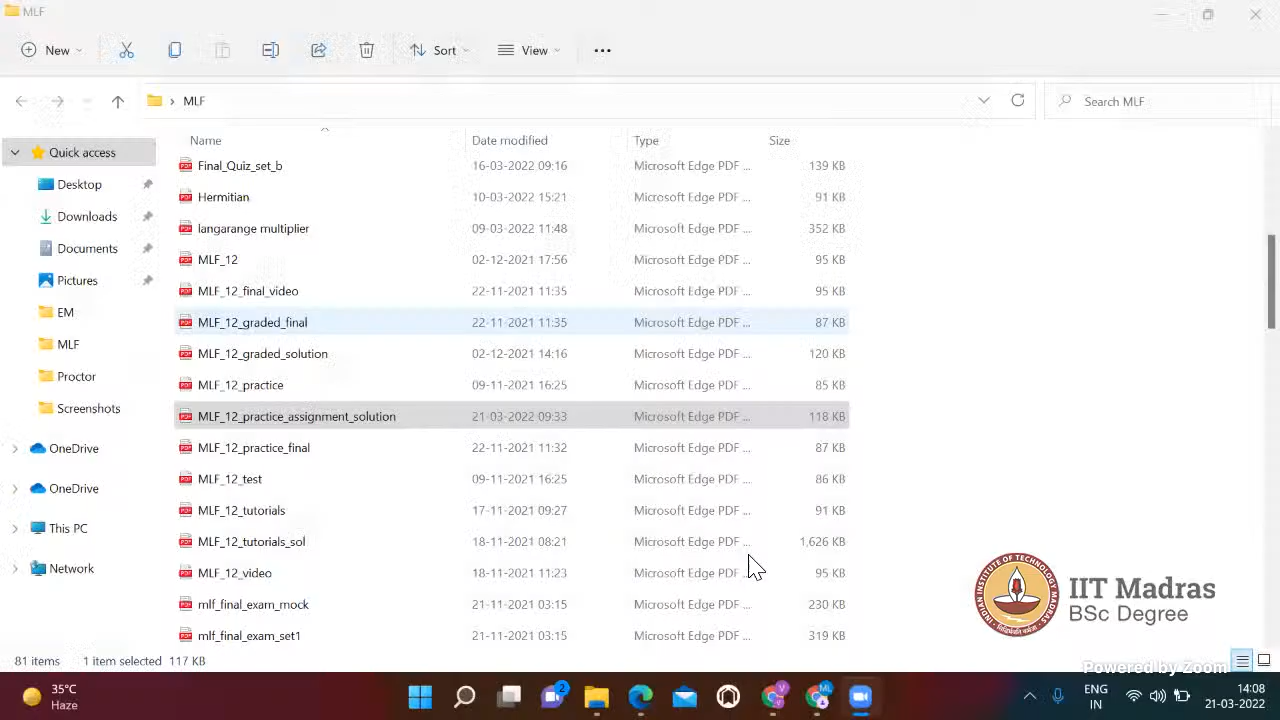 MLF
New
Sort
View
MLF
Search MLF
Name Date modified Type Size
Quick access
Desktop
Downloads
Documents
Pictures
EM
MLF
Proctor
Screenshots
OneDrive
OneDrive
This PC
Network
Final_Quiz_set_b 16-03-2022 09:16 Microsoft Edge PDF ... 139 KB
Hermitian 10-03-2022 15:21 Microsoft Edge PDF ... 91 KB
langarange multiplier 09-03-2022 11:48 Microsoft Edge PDF ... 352 KB
MLF_12 02-12-2021 17:56 Microsoft Edge PDF ... 95 KB
MLF_12_final_video 22-11-2021 11:35 Microsoft Edge PDF ... 95 KB
MLF_12_graded_final 22-11-2021 11:35 Microsoft Edge PDF ... 87 KB
MLF_12_graded_solution 02-12-2021 14:16 Microsoft Edge PDF ... 120 KB
MLF_12_practice 09-11-2021 16:25 Microsoft Edge PDF ... 85 KB
MLF_12_practice_assignment_solution 21-03-2022 09:33 Microsoft Edge PDF ... 118 KB
MLF_12_practice_final 22-11-2021 11:32 Microsoft Edge PDF ... 87 KB
MLF_12_test 09-11-2021 16:25 Microsoft Edge PDF ... 86 KB
MLF_12_tutorials 17-11-2021 09:27 Microsoft Edge PDF ... 91 KB
MLF_12_tutorials_sol 18-11-2021 08:21 Microsoft Edge PDF ... 1,626 KB
MLF_12_video 18-11-2021 11:23 Microsoft Edge PDF ... 95 KB
mlf_final_exam_mock 21-11-2021 03:15 Microsoft Edge PDF ... 230 KB
mlf_final_exam_set1 21-11-2021 03:15 Microsoft Edge PDF ... 319 KB
INDIAN INSTITUTE OF TECHNOLOGY MADRAS
IIT Madras
BSc Degree
81 items 1 item selected 117 KB
Powered by Zoom
35°C
Haze
2
V
ML
ENG
IN
14:08
21-03-2022